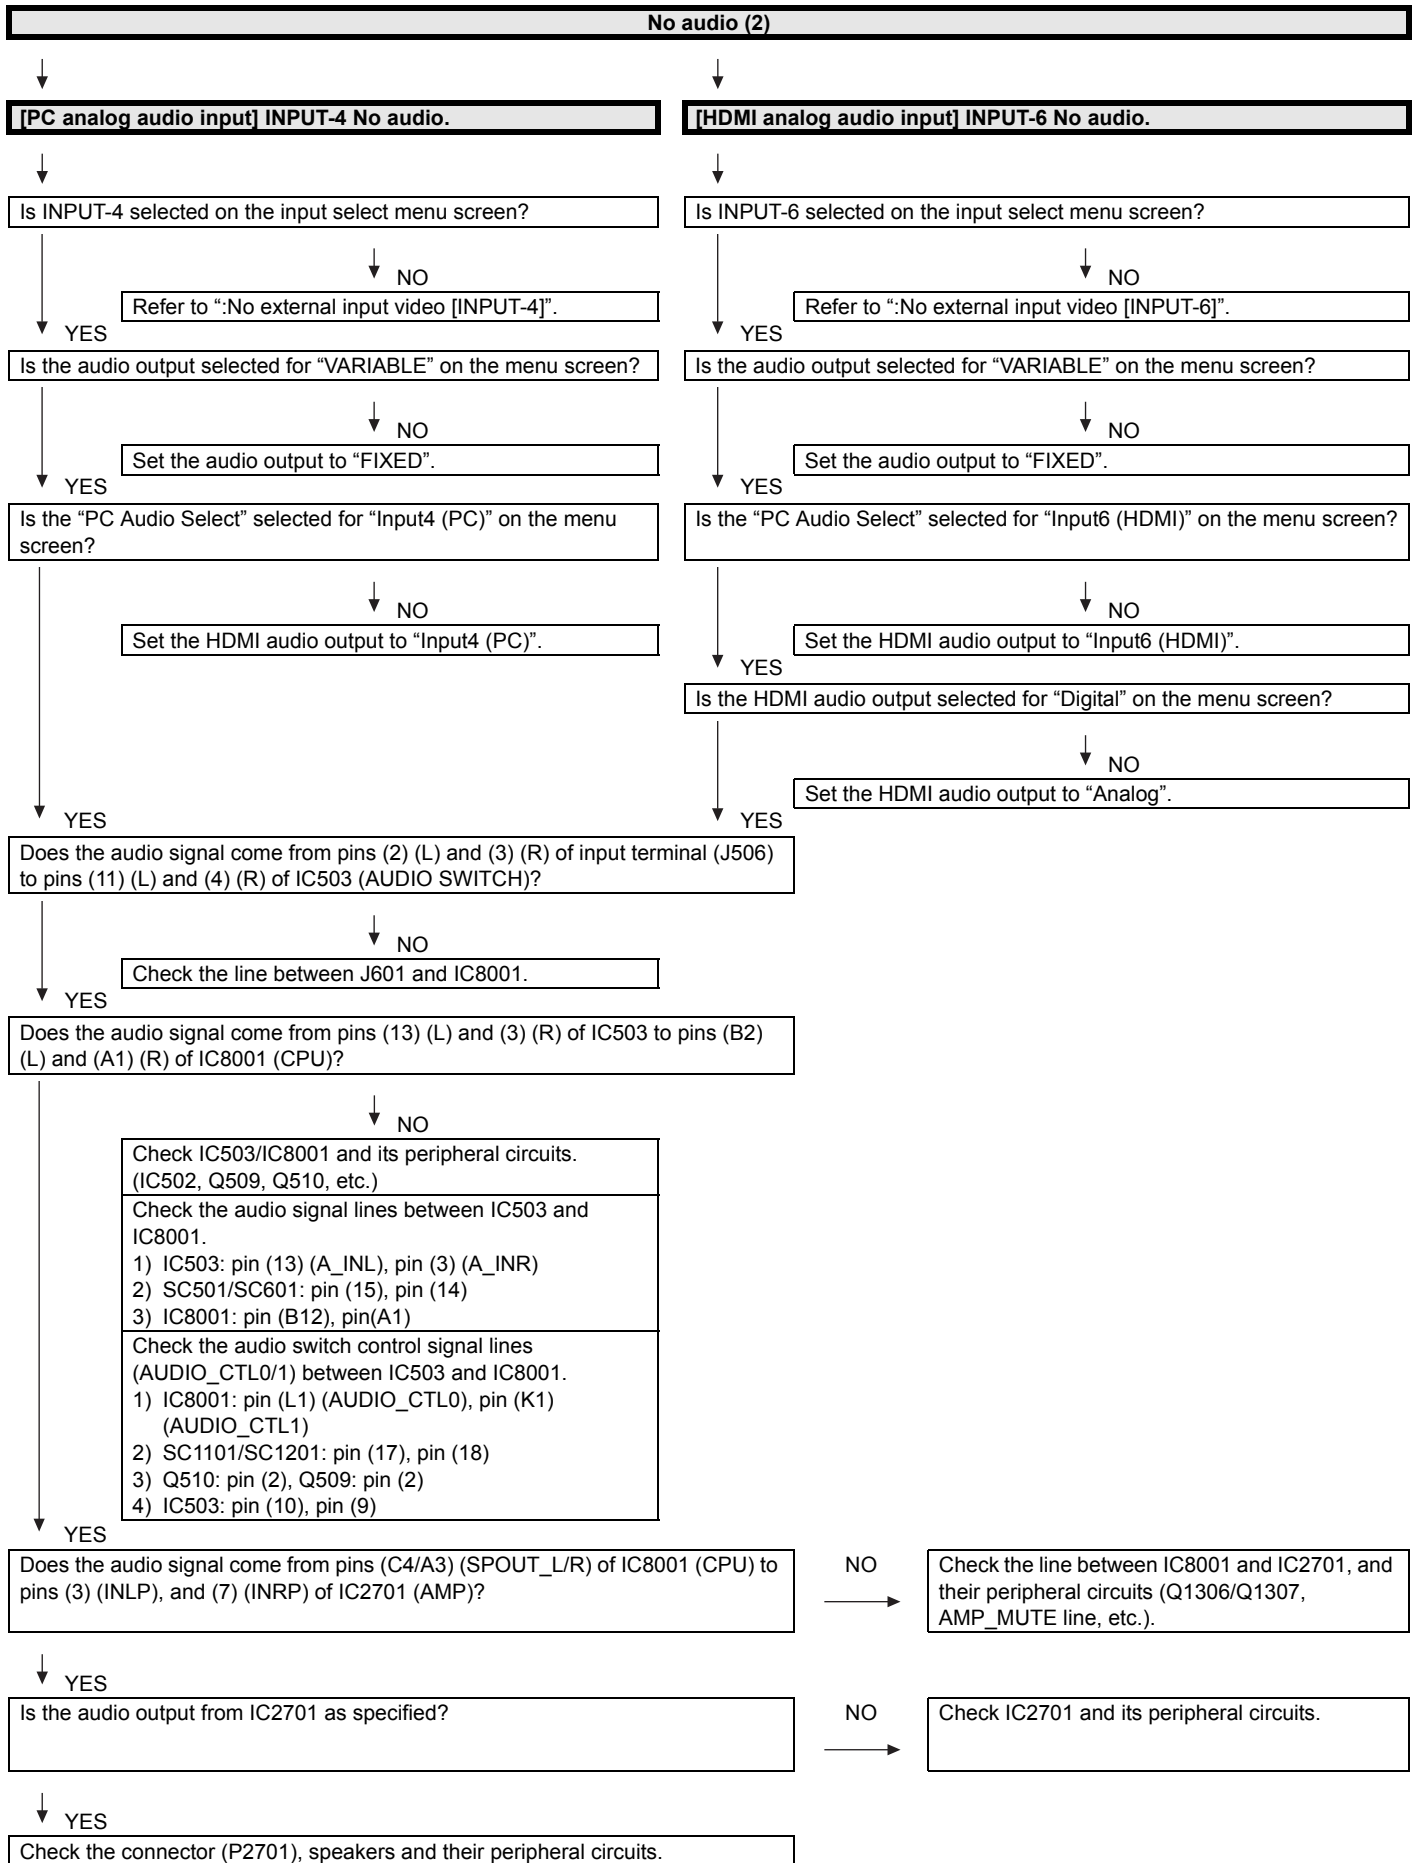 No audio (2)
[PC analog audio input] INPUT-4 No audio.
[HDMI analog audio input] INPUT-6 No audio.
Is INPUT-4 selected on the input select menu screen?
Is INPUT-6 selected on the input select menu screen?
NO
NO
Refer to “:No external input video [INPUT-4]”.
Refer to “:No external input video [INPUT-6]”.
YES
YES
Is the audio output selected for “VARIABLE” on the menu screen?
Is the audio output selected for “VARIABLE” on the menu screen?
NO
NO
Set the audio output to “FIXED”.
Set the audio output to “FIXED”.
YES
YES
Is the “PC Audio Select” selected for “Input4 (PC)” on the menu
screen?
Is the “PC Audio Select” selected for “Input6 (HDMI)” on the menu screen?
NO
NO
Set the HDMI audio output to “Input4 (PC)”.
Set the HDMI audio output to “Input6 (HDMI)”.
YES
Is the HDMI audio output selected for “Digital” on the menu screen?
NO
Set the HDMI audio output to “Analog”.
YES
YES
Does the audio signal come from pins (2) (L) and (3) (R) of input terminal (J506)
to pins (11) (L) and (4) (R) of IC503 (AUDIO SWITCH)?
NO
Check the line between J601 and IC8001.
YES
Does the audio signal come from pins (13) (L) and (3) (R) of IC503 to pins (B2)
(L) and (A1) (R) of IC8001 (CPU)?
NO
Check IC503/IC8001 and its peripheral circuits.
(IC502, Q509, Q510, etc.)
Check the audio signal lines between IC503 and
IC8001.
1) IC503: pin (13) (A_INL), pin (3) (A_INR)
2) SC501/SC601: pin (15), pin (14)
3) IC8001: pin (B12), pin(A1)
Check the audio switch control signal lines
(AUDIO_CTL0/1) between IC503 and IC8001.
1) IC8001: pin (L1) (AUDIO_CTL0), pin (K1)
(AUDIO_CTL1)
2) SC1101/SC1201: pin (17), pin (18)
3) Q510: pin (2), Q509: pin (2)
4) IC503: pin (10), pin (9)
YES
Does the audio signal come from pins (C4/A3) (SPOUT_L/R) of IC8001 (CPU) to
pins (3) (INLP), and (7) (INRP) of IC2701 (AMP)?
NO
Check the line between IC8001 and IC2701, and
their peripheral circuits (Q1306/Q1307,
AMP_MUTE line, etc.).
YES
Is the audio output from IC2701 as specified?
NO
Check IC2701 and its peripheral circuits.
YES
Check the connector (P2701), speakers and their peripheral circuits.